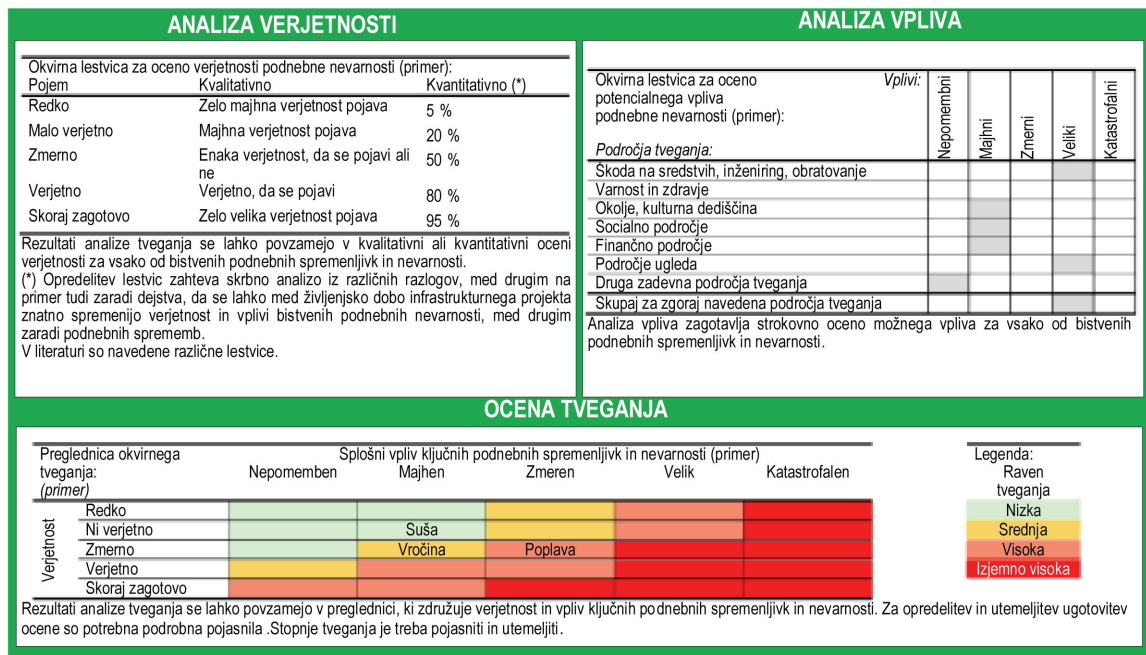 ANALIZA VERJETNOSTI
Okvirna lestvica za oceno verjetnosti podnebne nevarnosti (primer):
Pojem Kvalitativno Kvantitativno (*)
Redko Zelo majhna verjetnost pojava 5 %
Malo verjetno Majhna verjetnost pojava 20 %
Zmerno Enaka verjetnost, da se pojavi ali 50 %
ne
Verjetno Verjetno, da se pojavi 80 %
Skoraj zagotovo Zelo velika verjetnost pojava 95 %
Rezultati analize tveganja se lahko povzamejo v kvalitativni ali kvantitativni oceni
verjetnosti za vsako od bistvenih podnebnih spremenljivk in nevarnosti.
(*) Opredelitev lestvic zahteva skrbno analizo iz različnih razlogov, med drugim na
primer tudi zaradi dejstva, da se lahko med življenjsko dobo infrastrukturnega projekta
znatno spremenijo verjetnost in vplivi bistvenih podnebnih nevarnosti, med drugim
zaradi podnebnih sprememb.
V literaturi so navedene različne lestvice.
ANALIZA VPLIVA
Okvirna lestvica za oceno Vplivi:
potencialnega vpliva
podnebne nevarnosti (primer):
Področja tveganja:
Nepomembni
Majhni
Zmerni
Veliki
Katastrofalni
Škoda na sredstvih, inženiring, obratovanje
Varnost in zdravje
Okolje, kulturna dediščina
Socialno področje
Finančno področje
Področje ugleda
Druga zadevna področja tveganja
Skupaj za zgoraj navedena področja tveganja
Analiza vpliva zagotavlja strokovno oceno možnega vpliva za vsako od bistvenih
podnebnih spremenljivk in nevarnosti.
OCENA TVEGANJA
Preglednica okvirnega Splošni vpliv ključnih podnebnih spremenljivk in nevarnosti (primer)
tveganja: Nepomemben Majhen Zmeren Velik Katastrofalen
(primer)
Verjetnost
Redko
Ni verjetno Suša
Zmerno Vročina Poplava
Verjetno
Skoraj zagotovo
Legenda:
Raven
tveganja
Nizka
Srednja
Visoka
Izjemno visoka
Rezultati analize tveganja se lahko povzamejo v preglednici, ki združuje verjetnost in vpliv ključnih podnebnih spremenljivk in nevarnosti. Za opredelitev in utemeljitev ugotovitev
ocene so potrebna podrobna pojasnila .Stopnje tveganja je treba pojasniti in utemeljiti.